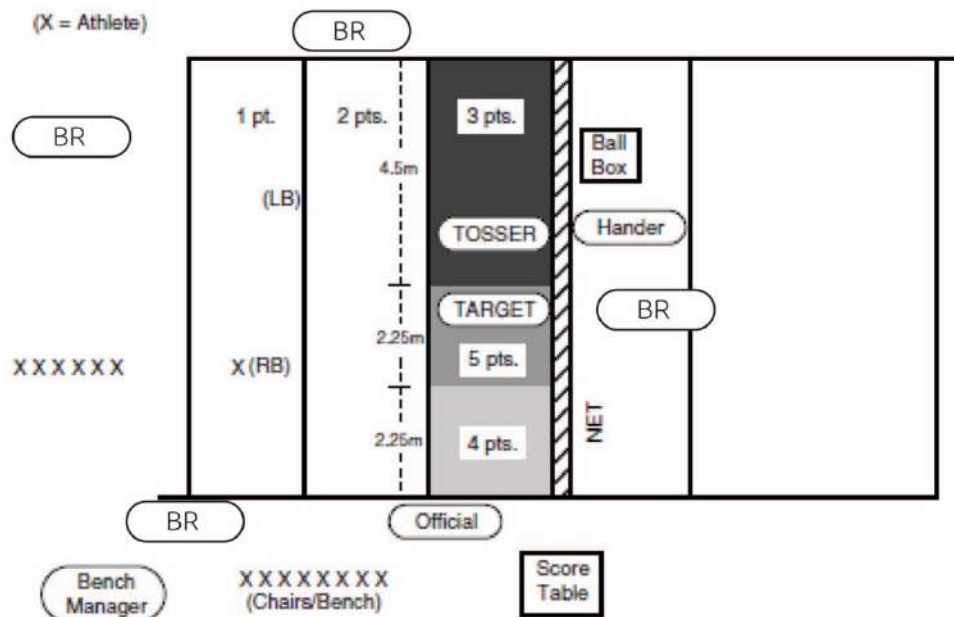 (X = Athlete)
BR
BR
1 pt.
2 pts.
3 pts.
4.5m
Ball
Box
(LB)
TOSSER
Hander
TARGET
BR
2.25m
5 pts.
X X X X X X
X (RB)
2.25m
4 pts.
NET
BR
Official
Bench
Manager
X X X X X X X X
(Chairs/Bench)
Score
Table